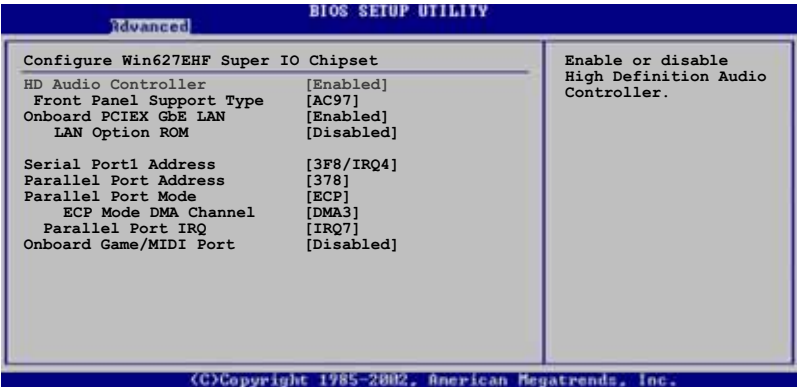 BIOS SETUP UTILITY
Advanced
Configure Win627EHF Super IO Chipset
HD Audio Controller [Enabled]
Front Panel Support Type [AC97]
Onboard PCIEX GbE LAN [Enabled]
LAN Option ROM [Disabled]
Serial Port1 Address [3F8/IRQ4]
Parallel Port Address [378]
Parallel Port Mode [ECP]
ECP Mode DMA Channel [DMA3]
Parallel Port IRQ [IRQ7]
Onboard Game/MIDI Port [Disabled]
Enable or disable
High Definition Audio
Controller.
(C)Copyright 1985-2002, American Megatrends, Inc.